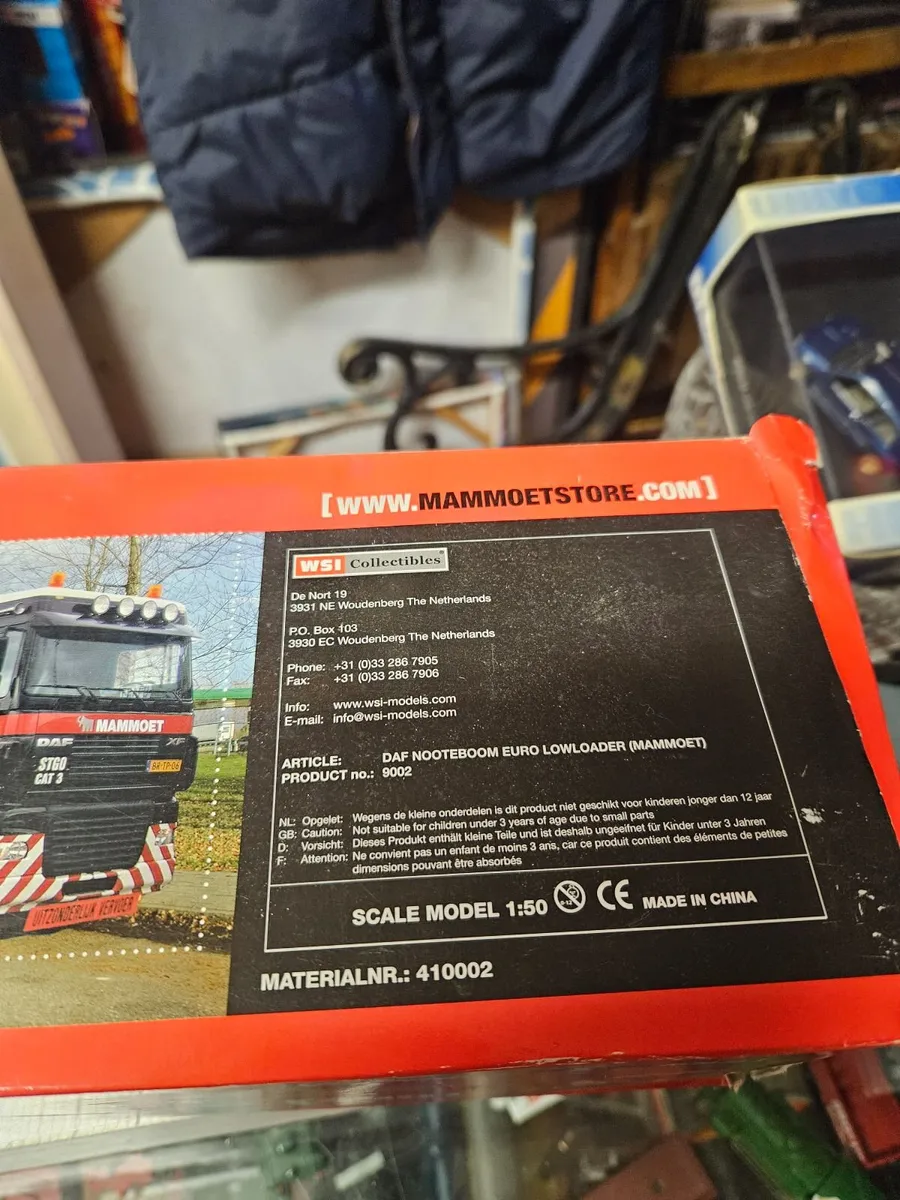 [WWW.MAMMOETSTORE.COM]
WSI Collectibles
De Nort 19
3931 NE Woudenberg The Netherlands
P.O. Box 103
3930 EC Woudenberg The Netherlands
Phone: +31 (0)33 286 7905
Fax: +31 (0)33 286 7906
Info: www.wsi-models.com
E-mail: info@wsi-models.com
ARTICLE: DAF NOOTEBOOM EURO LOWLOADER (MAMMOET)
PRODUCT no.: 9002
NL: Opgelet: Wegens de kleine onderdelen is dit product niet geschikt voor kinderen jonger dan 12 jaar
GB: Caution: Not suitable for children under 3 years of age due to small parts
D: Vorsicht: Dieses Produkt enthält kleine Teile und ist deshalb ungeeifnet für Kinder unter 3 Jahren
F: Attention: Ne convient pas un enfant de moins 3 ans, car ce produit contient des éléments de petites
dimensions pouvant être absorbés
SCALE MODEL 1:50 0-12 CE MADE IN CHINA
MATERIALNR.: 410002
MAMMOET
DAF XF
STGO
CAT 3
BR-TP-06
UITZONDERLIJK VERVOER